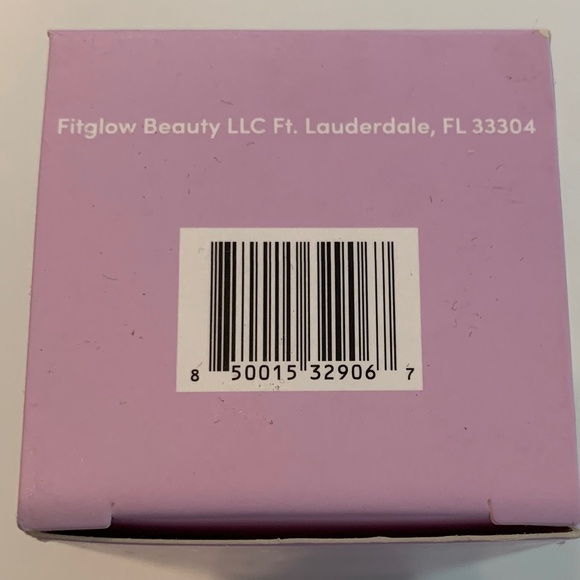 Fitglow Beauty LLC Ft. Lauderdale, FL 33304
8 50015 32906 7